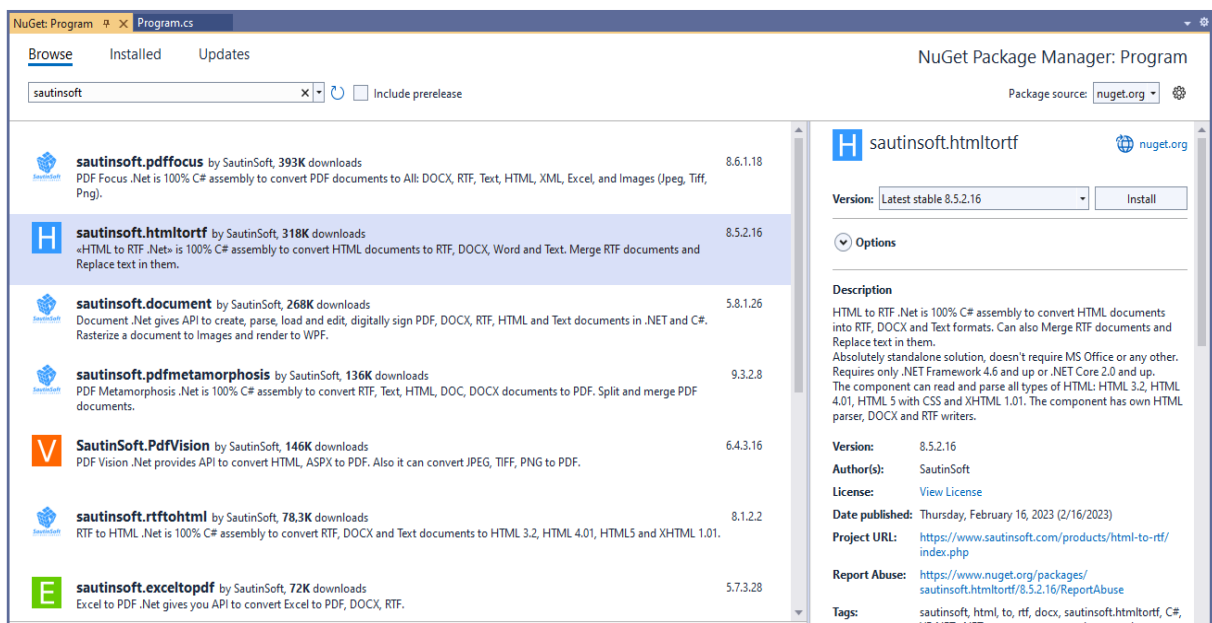 NuGet: Program
Program.cs
Browse
Installed
Updates
NuGet Package Manager: Program
sautinsoft
Include prerelease
Package source:
nuget.org
sautinsoft.pdffocus by SautinSoft, 393K downloads
8.6.1.18
PDF Focus .Net is 100% C# assembly to convert PDF documents to All: DOCX, RTF, Text, HTML, XML, Excel, and Images (Jpeg, Tiff,
Png).
H
sautinsoft.htmltortf by SautinSoft, 318K downloads
8.5.2.16
«HTML to RTF .Net» is 100% C# assembly to convert HTML documents to RTF, DOCX, Word and Text. Merge RTF documents and
Replace text in them.
sautinsoft.document by SautinSoft, 268K downloads
5.8.1.26
Document .Net gives API to create, parse, load and edit, digitally sign PDF, DOCX, RTF, HTML and Text documents in .NET and C#.
Rasterize a document to Images and render to WPF.
sautinsoft.pdfmetamorphosis by SautinSoft, 136K downloads
9.3.2.8
PDF Metamorphosis .Net is 100% C# assembly to convert RTF, Text, HTML, DOC, DOCX documents to PDF. Split and merge PDF
documents.
V
SautinSoft.PdfVision by SautinSoft, 146K downloads
6.4.3.16
PDF Vision .Net provides API to convert HTML, ASPX to PDF. Also it can convert JPEG, TIFF, PNG to PDF.
sautinsoft.rtftohtml by SautinSoft, 78,3K downloads
8.1.2.2
RTF to HTML .Net is 100% C# assembly to convert RTF, DOCX and Text documents to HTML 3.2, HTML 4.01, HTML5 and XHTML 1.01.
E
sautinsoft.exceltopdf by SautinSoft, 72K downloads
5.7.3.28
Excel to PDF .Net gives you API to convert Excel to PDF, DOCX, RTF.
H
sautinsoft.htmltortf
nuget.org
Version:
Latest stable 8.5.2.16
Install
Options
Description
HTML to RTF .Net is 100% C# assembly to convert HTML documents
into RTF, DOCX and Text formats. Can also Merge RTF documents and
Replace text in them.
Absolutely standalone solution, doesn't require MS Office or any other.
Requires only .NET Framework 4.6 and up or .NET Core 2.0 and up.
The component can read and parse all types of HTML: HTML 3.2, HTML
4.01, HTML 5 with CSS and XHTML 1.01. The component has own HTML
parser, DOCX and RTF writers.
Version: 8.5.2.16
Author(s): SautinSoft
License: View License
Date published: Thursday, February 16, 2023 (2/16/2023)
Project URL: https://www.sautinsoft.com/products/html-to-rtf/
index.php
Report Abuse: https://www.nuget.org/packages/
sautinsoft.htmltortf/8.5.2.16/ReportAbuse
Tags: sautinsoft, html, to, rtf, docx, sautinsoft.htmltortf, C#,